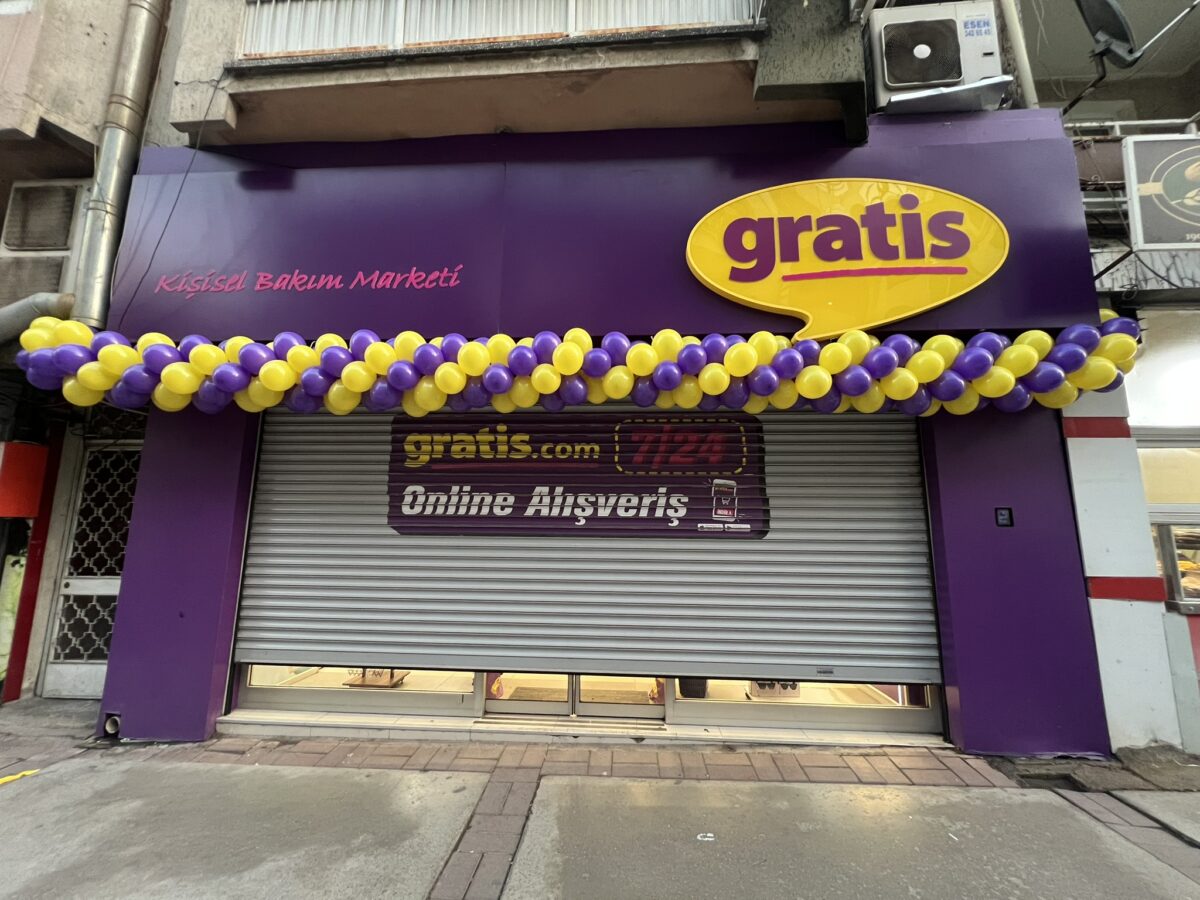 ESEN
Kişisel Bakım Marketi
gratis
gratis.com 7/24
Online Alışveriş